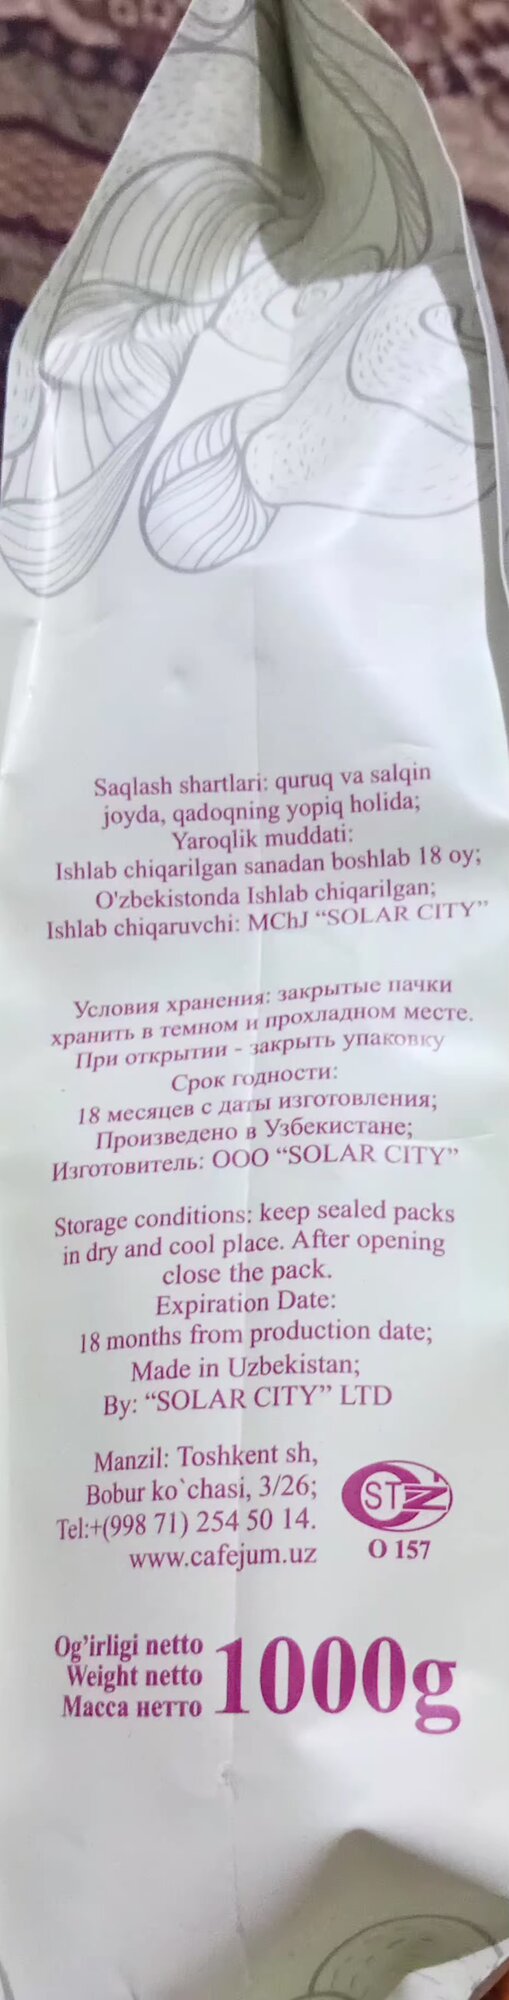 Saqlash shartlari: quruq va salqin
joyda, qadoqning yopiq holida;
Yaroqlik muddati:
Ishlab chiqarilgan sanadan boshlab 18 oy;
O'zbekistonda Ishlab chiqarilgan;
Ishlab chiqaruvchi: MChJ “SOLAR CITY”
Условия хранения: закрытые пачки
хранить в темном и прохладном месте.
При открытии - закрыть упаковку
Срок годности:
18 месяцев с даты изготовления;
Произведено в Узбекистане;
Изготовитель: ООО “SOLAR CITY”
Storage conditions: keep sealed packs
in dry and cool place. After opening
close the pack.
Expiration Date:
18 months from production date;
Made in Uzbekistan;
By: “SOLAR CITY” LTD
Manzil: Toshkent sh,
Bobur ko`chasi, 3/26;
Tel:+(998 71) 254 50 14.
www.cafejum.uz
STZ
O 157
Og’irligi netto
Weight netto
Масса нетто
1000g